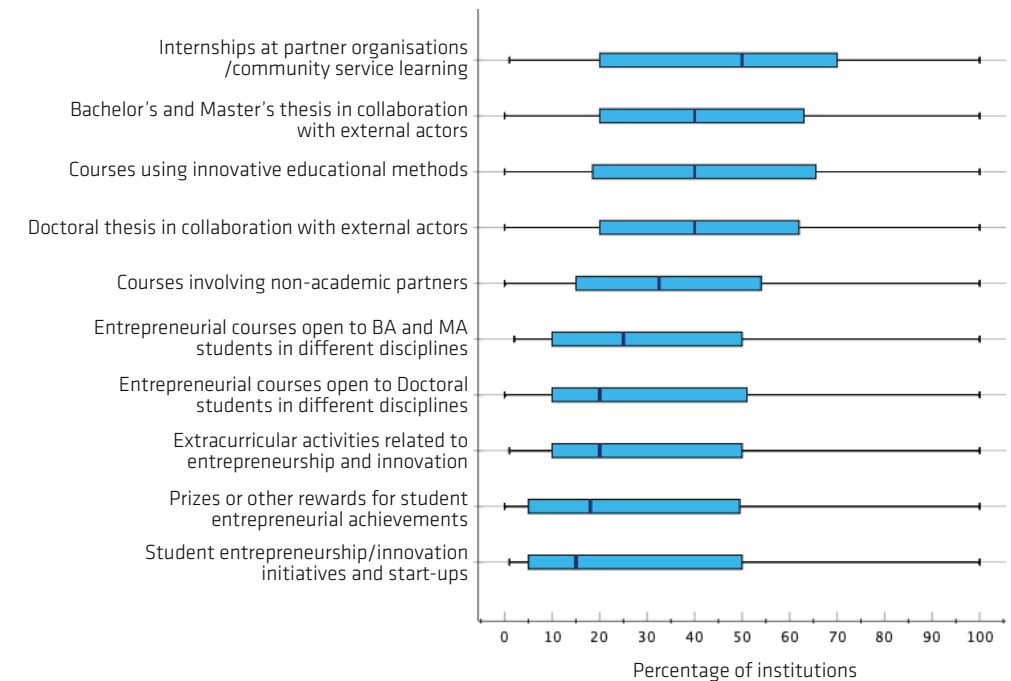 Internships at partner organisations
/community service learning
Bachelor's and Master's thesis in collaboration
with external actors
Courses using innovative educational methods
Doctoral thesis in collaboration with external actors
Courses involving non-academic partners
Entrepreneurial courses open to BA and MA
students in different disciplines
Entrepreneurial courses open to Doctoral
students in different disciplines
Extracurricular activities related to
entrepreneurship and innovation
Prizes or other rewards for student
entrepreneurial achievements
Student entrepreneurship/innovation
initiatives and start-ups
0 10 20 30 40 50 60 70 80 90 100
Percentage of institutions